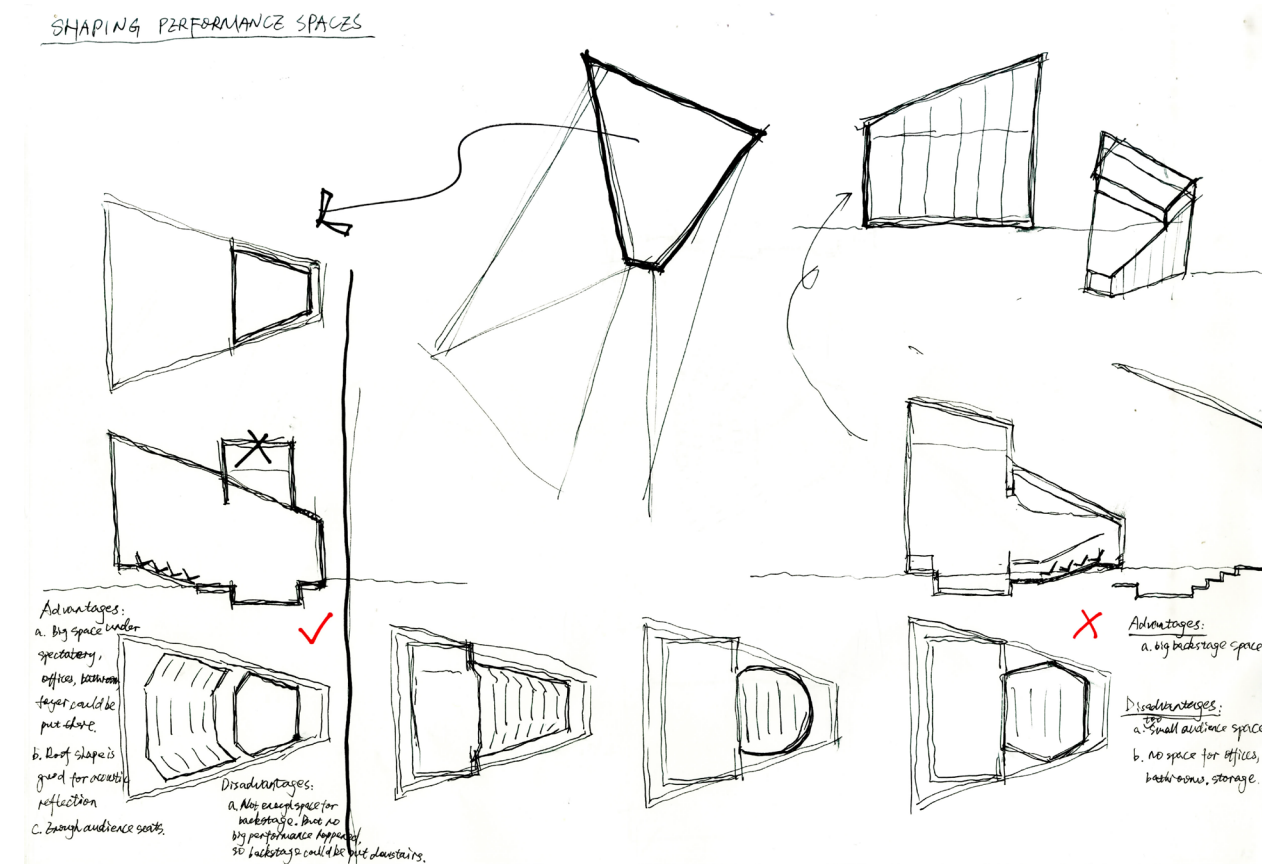 SHAPING PERFORMANCE SPACES
Advantages:
a. Big space under
spectatory,
offices, bathroom,
foyer could be
put there.
b. Roof shape is
good for acoustic
reflection
c. Enough audience seats.
Disadvantages:
a. Not enough space for
backstage. But no
big performance happened,
so backstage could be put downstairs.
Advantages:
a. big backstage space
Disadvantages:
too
a. small audience space
b. no space for offices,
bathrooms, storage.